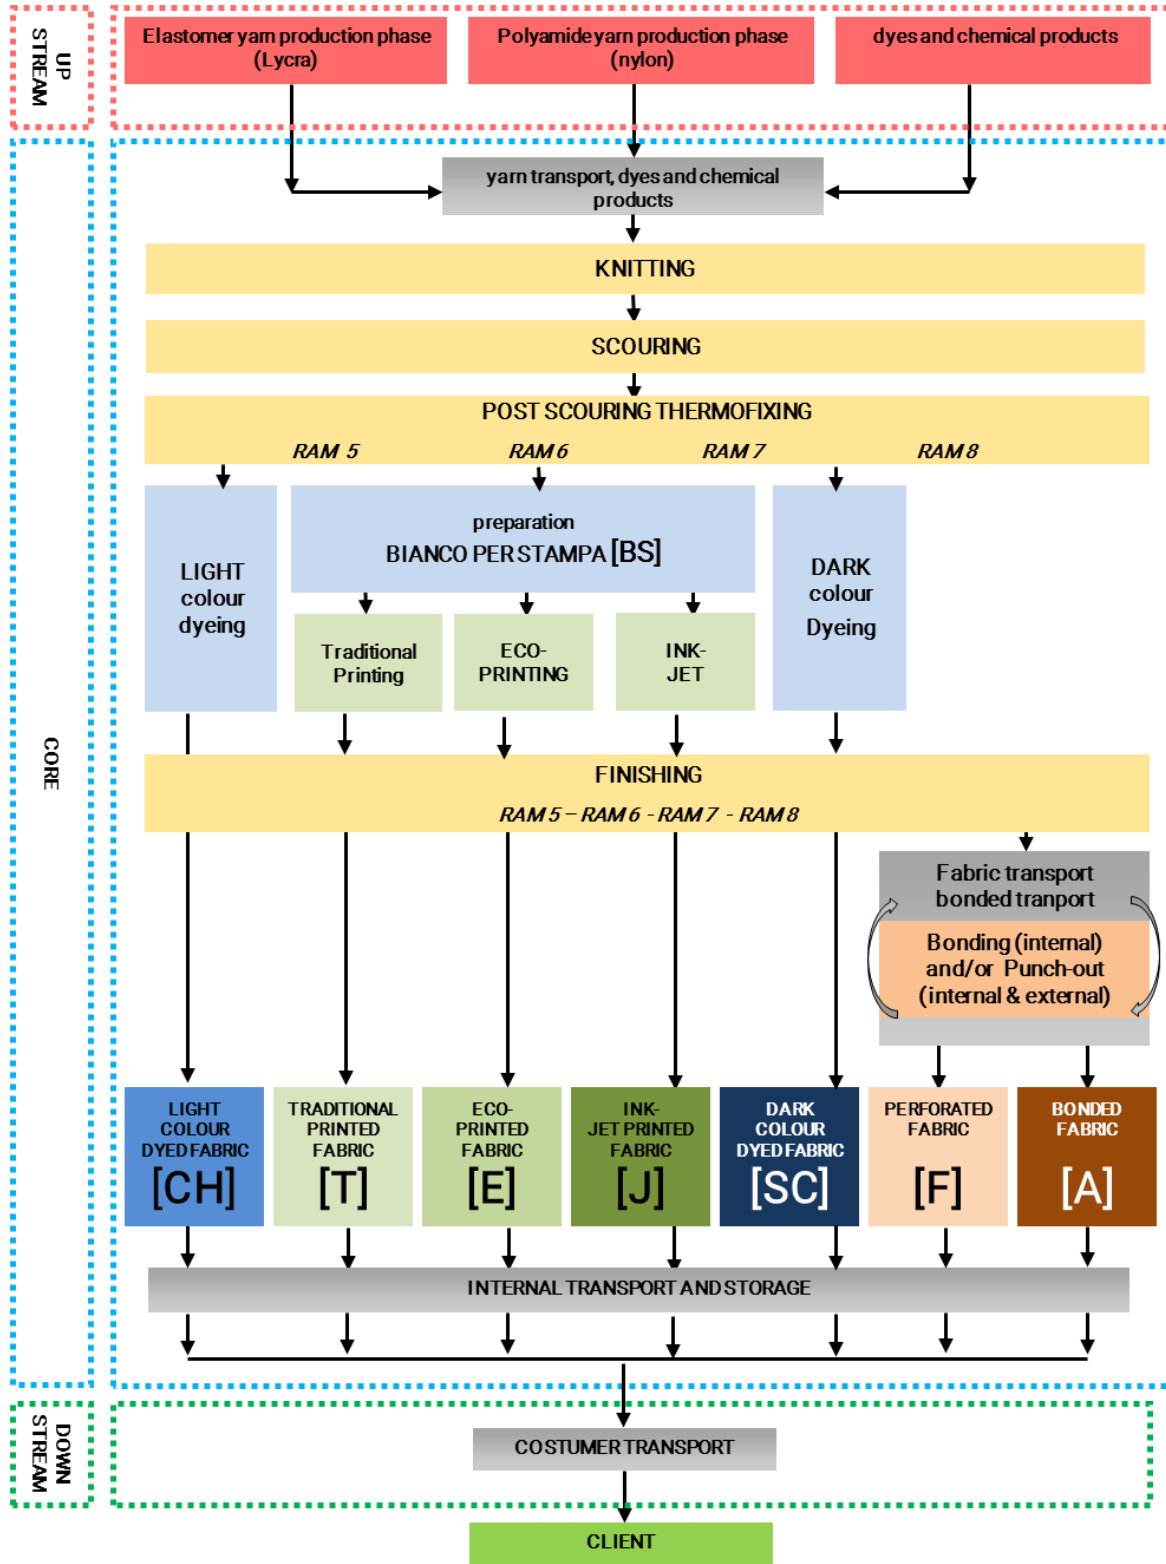 UP
STREAM
Elastomer yarn production phase
(Lycra)
Polyamide yarn production phase
(nylon)
dyes and chemical products
CORE
yarn transport, dyes and chemical
products
KNITTING
SCOURING
POST SCOURING THERMOFIXING
RAM 5 RAM 6 RAM 7 RAM 8
LIGHT
colour
dyeing
preparation
BIANCO PER STAMPA [BS]
DARK
colour
Dyeing
Traditional
Printing
ECO-
PRINTING
INK-
JET
FINISHING
RAM 5 – RAM 6 - RAM 7 - RAM 8
Fabric transport
bonded tranport
Bonding (internal)
and/or Punch-out
(internal & external)
LIGHT
COLOUR
DYED FABRIC
[CH]
TRADITIONAL
PRINTED
FABRIC
[T]
ECO-
PRINTED
FABRIC
[E]
INK-
JET PRINTED
FABRIC
[J]
DARK
COLOUR
DYED FABRIC
[SC]
PERFORATED
FABRIC
[F]
BONDED
FABRIC
[A]
INTERNAL TRANSPORT AND STORAGE
DOWN
STREAM
COSTUMER TRANSPORT
CLIENT